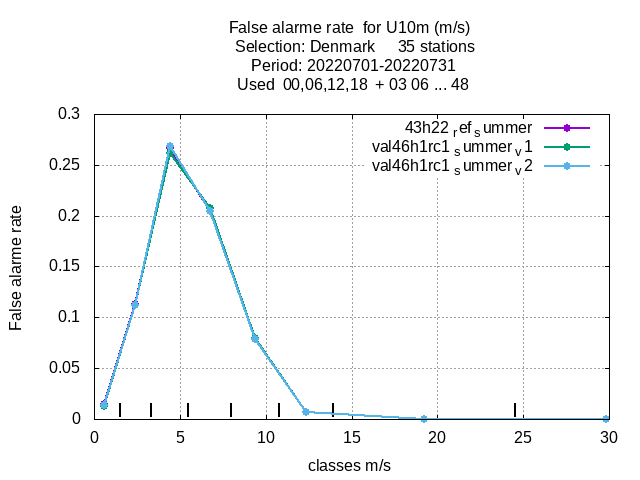 False alarme rate  for U10m (m/s)
Selection: Denmark     35 stations
Period: 20220701-20220731
Used  00,06,12,18  + 03 06 ... 48
43h22 ref summer
val46h1rc1 summer v1
val46h1rc1 summer v2
0.3
0.25
0.2
0.15
0.1
0.05
0
False alarme rate
0 5 10 15 20 25 30
classes m/s